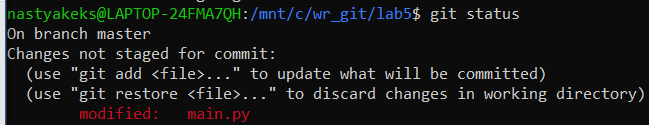 nastyakeks@LAPTOP-24FMA7QH:/mnt/c/wr_git/lab5$ git status
On branch master
Changes not staged for commit:
  (use "git add <file>..." to update what will be committed)
  (use "git restore <file>..." to discard changes in working directory)
        modified:   main.py